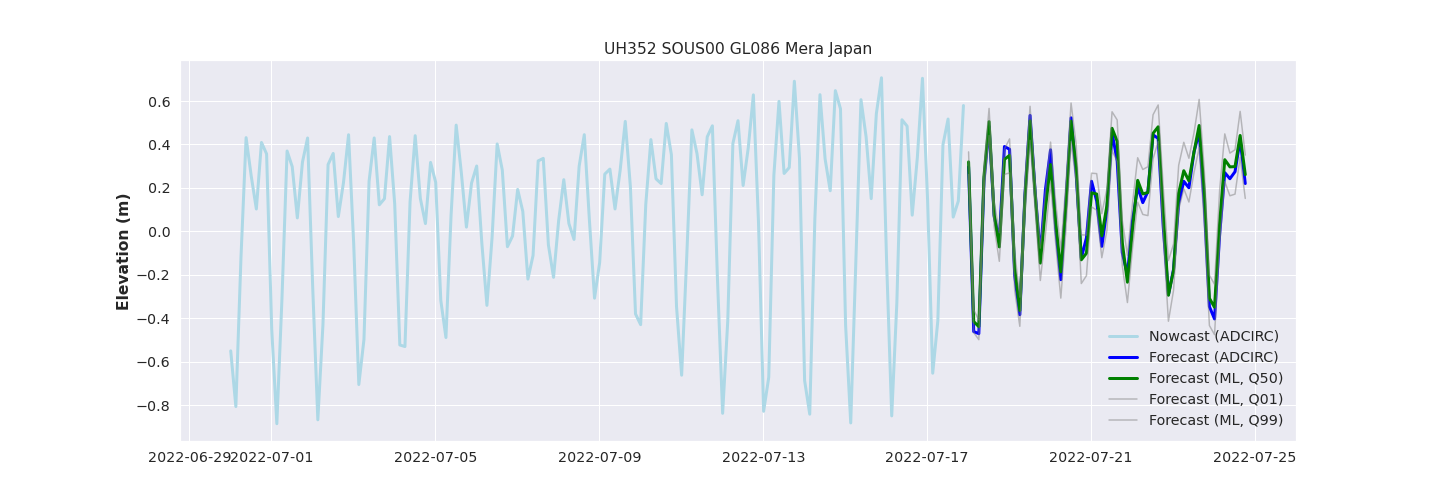 UH352 SOUS00 GL086 Mera Japan
Elevation (m)
0.6
0.4
0.2
0.0
−0.2
−0.4
−0.6
−0.8
Nowcast (ADCIRC)
Forecast (ADCIRC)
Forecast (ML, Q50)
Forecast (ML, Q01)
Forecast (ML, Q99)
2022-06-29 2022-07-01 2022-07-05 2022-07-09 2022-07-13 2022-07-17 2022-07-21 2022-07-25